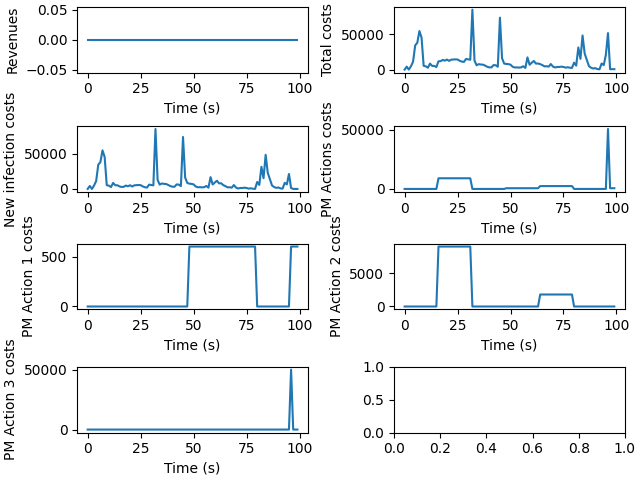 Revenues
0.05
0.00
−0.05
0 25 50 75 100
Time (s)
Total costs
50000
0
0 25 50 75 100
Time (s)
New infection costs
50000
0
0 25 50 75 100
Time (s)
PM Actions costs
50000
0
0 25 50 75 100
Time (s)
PM Action 1 costs
500
0
0 25 50 75 100
Time (s)
PM Action 2 costs
5000
0
0 25 50 75 100
Time (s)
PM Action 3 costs
50000
0
0 25 50 75 100
Time (s)
1.0
0.5
0.0
0.0 0.2 0.4 0.6 0.8 1.0